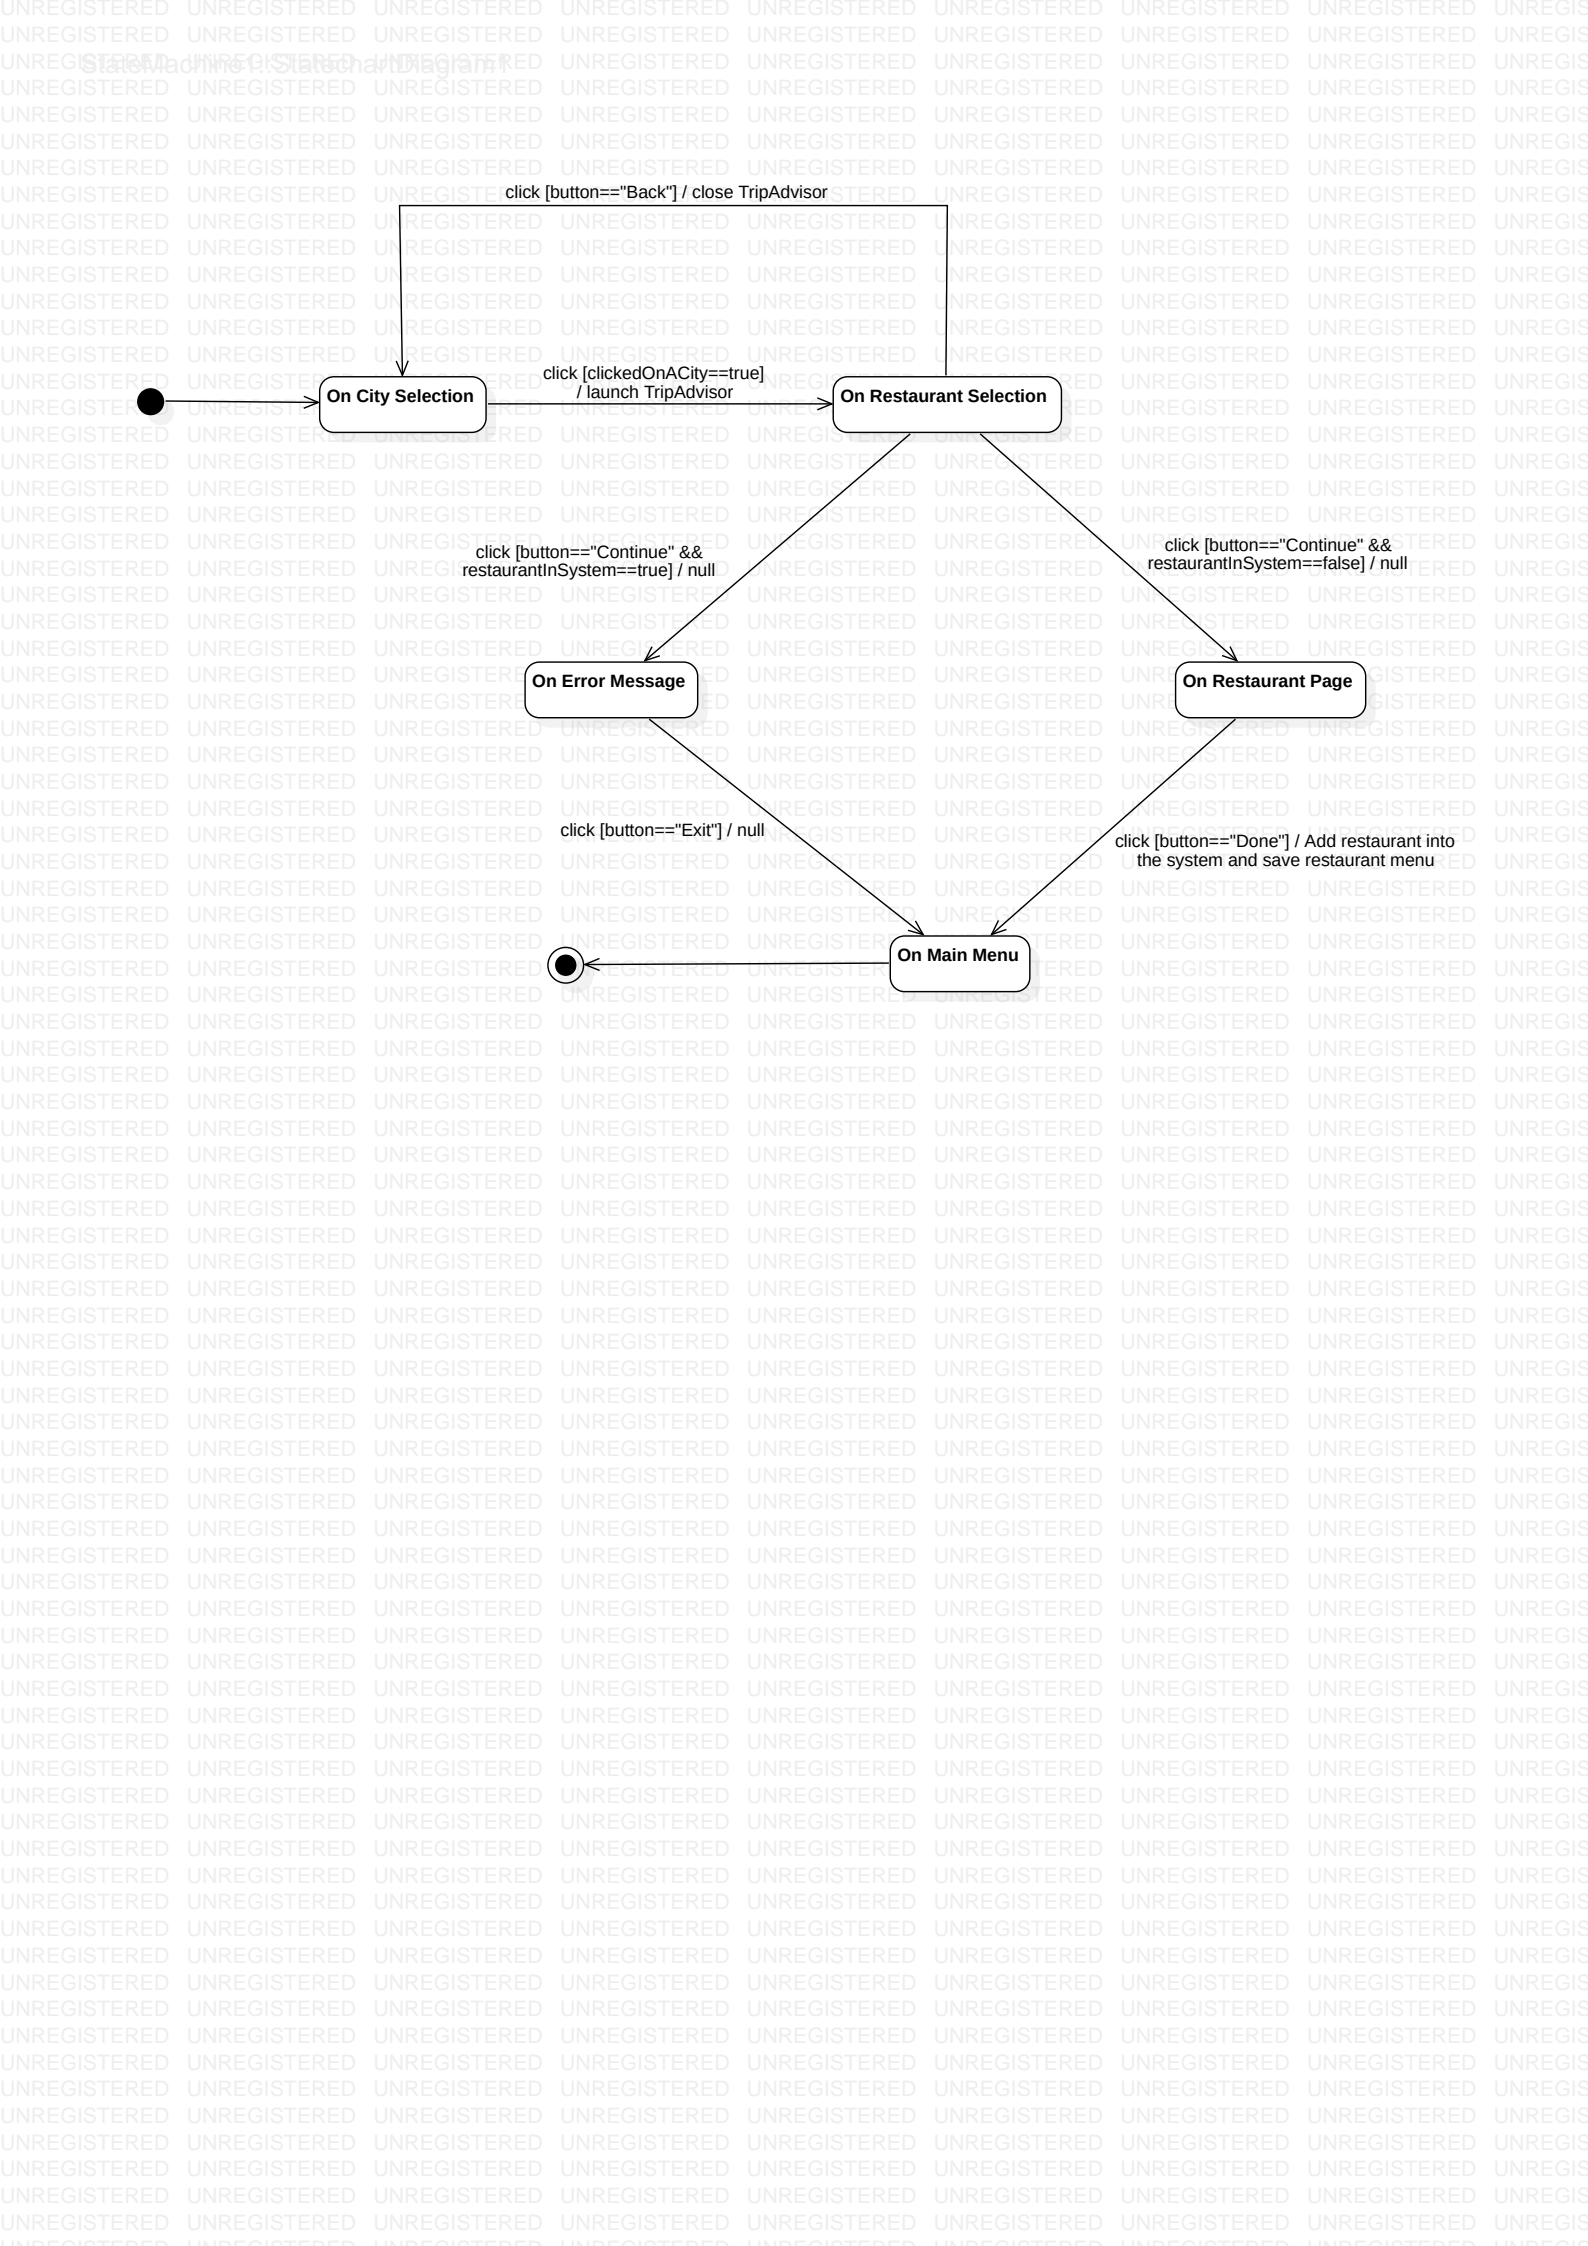 StateMachine1::StatechartDiagram1
click [button=="Back"] / close TripAdvisor
click [clickedOnACity==true]
/ launch TripAdvisor
On City Selection
On Restaurant Selection
click [button=="Continue" &&
restaurantInSystem==true] / null
click [button=="Continue" &&
restaurantInSystem==false] / null
On Error Message
On Restaurant Page
click [button=="Exit"] / null
click [button=="Done"] / Add restaurant into
the system and save restaurant menu
On Main Menu
UNREGISTERED